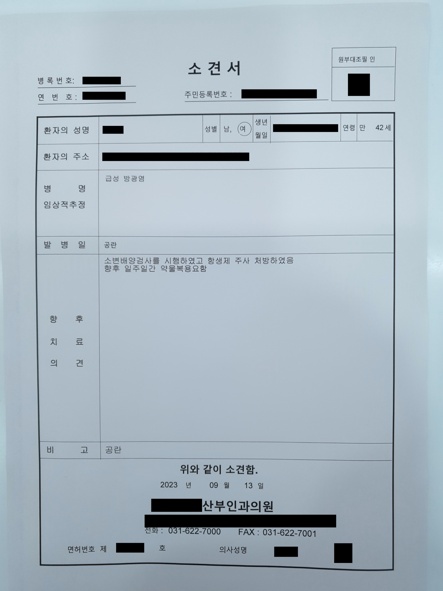 소 견 서
원부대조필 인
병 록 번 호:
연 번 호 :
주민등록번호 :
환자의 성명
성별
남, 여
생년
월일
연령
만 42 세
환자의 주소
병 명
임상적추정
급성 방광염
발 병 일
공란
향 후
치 료
의 견
소변배양검사를 시행하였고 항생제 주사 처방하였음
향후 일주일간 약물복용요함
비 고
공란
위와 같이 소견함.
2023 년 09 월 13 일
산부인과의원
전화 : 031-622-7000 FAX : 031-622-7001
면허번호 제 호 의사성명